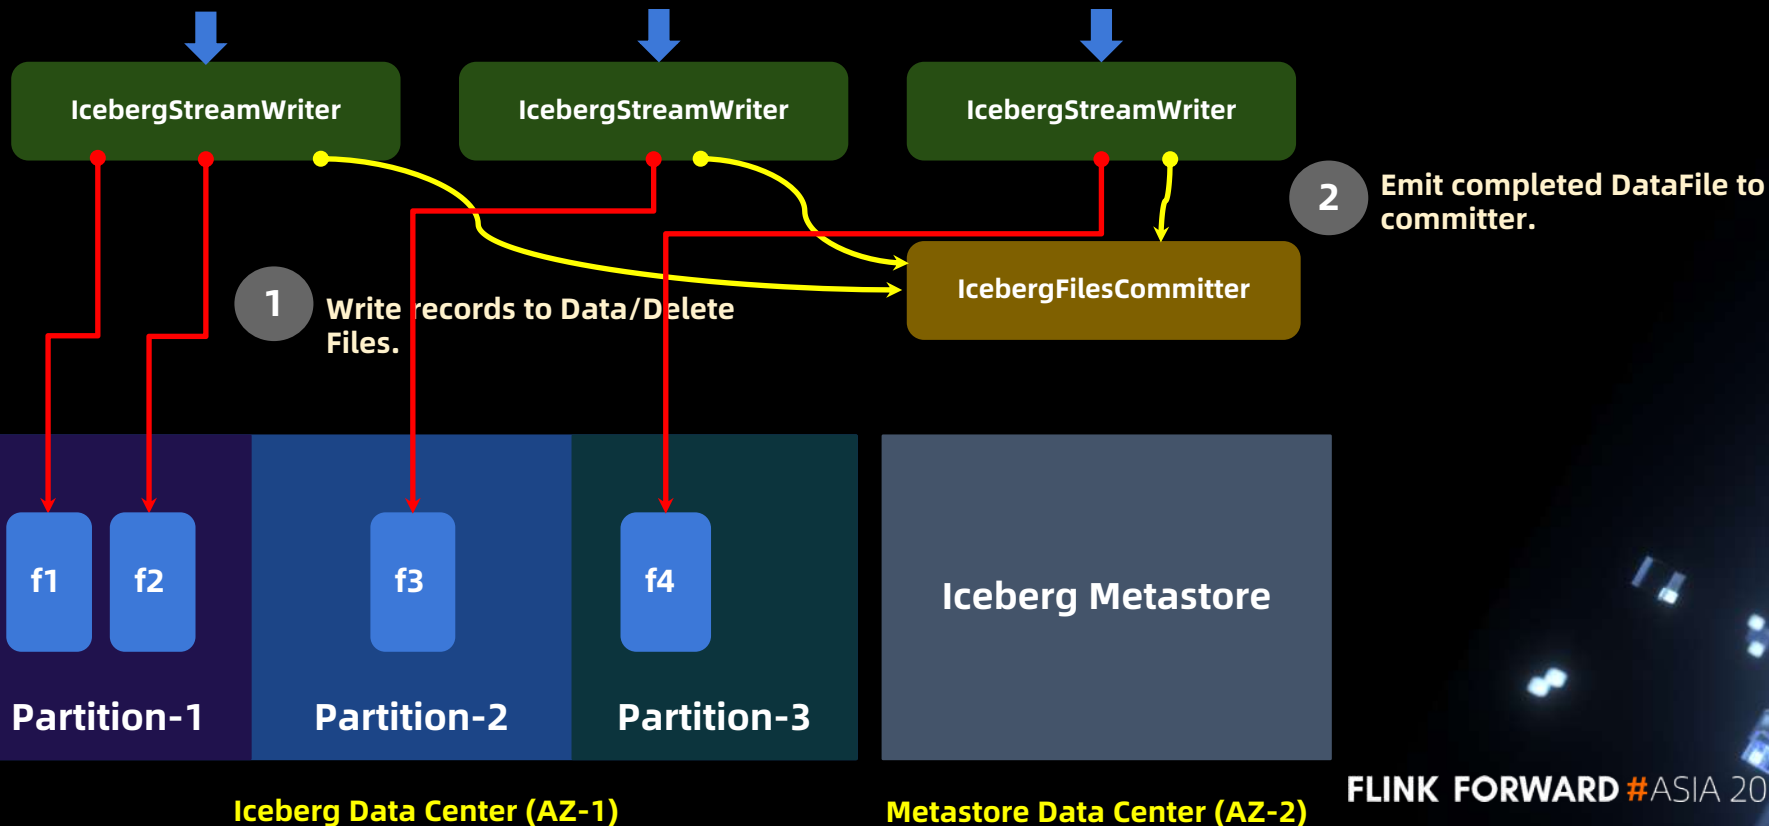 IcebergStreamWriter
IcebergStreamWriter
IcebergStreamWriter
2
Emit completed DataFile to
committer.
IcebergFilesCommitter
1
Write records to Data/Delete
Files.
f1
f2
f3
f4
Iceberg Metastore
Partition-1
Partition-2
Partition-3
Iceberg Data Center (AZ-1)
Metastore Data Center (AZ-2)
FLINK FORWARD #ASIA 20